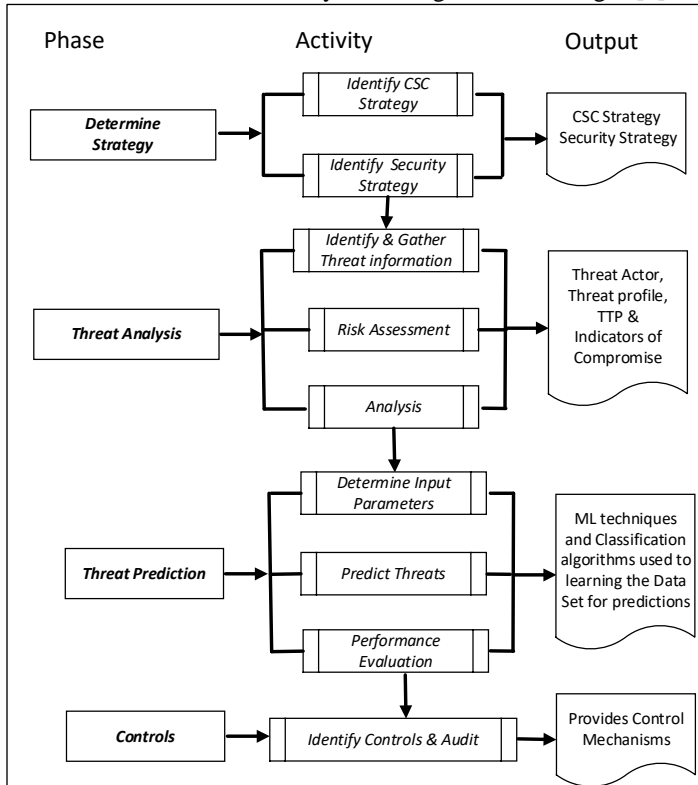 Phase Activity Output
Identify CSC
Strategy
Determine
Strategy
CSC Strategy
Security Strategy
Identify Security
Strategy
Identify & Gather
Threat information
Threat Analysis
Risk Assessment
Threat Actor,
Threat profile,
TTP &
Indicators of
Compromise
Analysis
Determine Input
Parameters
Threat Prediction
Predict Threats
ML techniques
and Classification
algorithms used to
learning the Data
Set for predictions
Performance
Evaluation
Controls
Identify Controls & Audit
Provides Control
Mechanisms